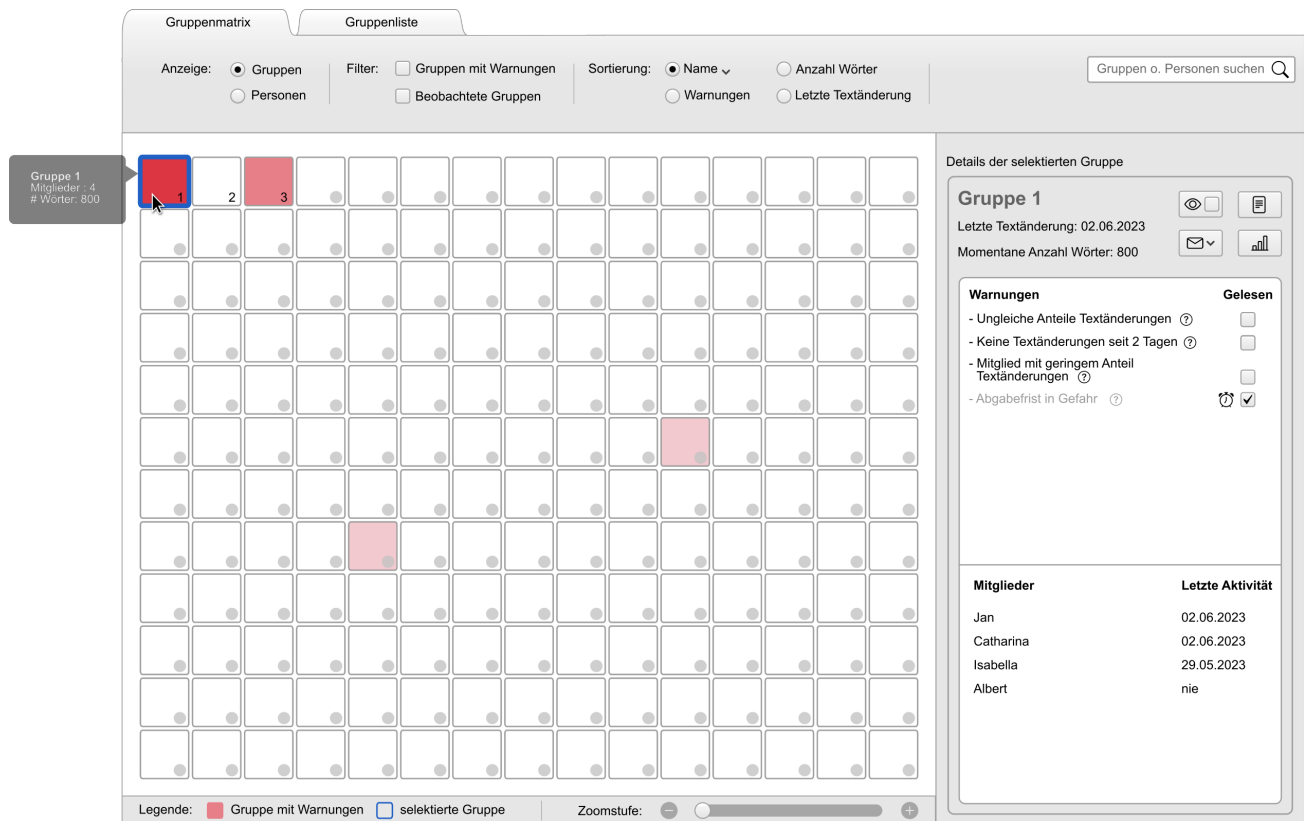 Gruppenmatrix
Gruppenliste
Anzeige:
Gruppen
Personen
Filter:
Gruppen mit Warnungen
Beobachtete Gruppen
Sortierung:
Name
Anzahl Wörter
Warnungen
Letzte Textänderung
Gruppen o. Personen suchen
Gruppe 1
Mitglieder : 4
# Wörter: 800
1
2
3
Details der selektierten Gruppe
Gruppe 1
Letzte Textänderung: 02.06.2023
Momentane Anzahl Wörter: 800
Warnungen Gelesen
- Ungleiche Anteile Textänderungen ?
- Keine Textänderungen seit 2 Tagen ?
- Mitglied mit geringem Anteil
Textänderungen ?
- Abgabefrist in Gefahr ?
Mitglieder Letzte Aktivität
Jan 02.06.2023
Catharina 02.06.2023
Isabella 29.05.2023
Albert nie
Legende: Gruppe mit Warnungen selektierte Gruppe Zoomstufe: